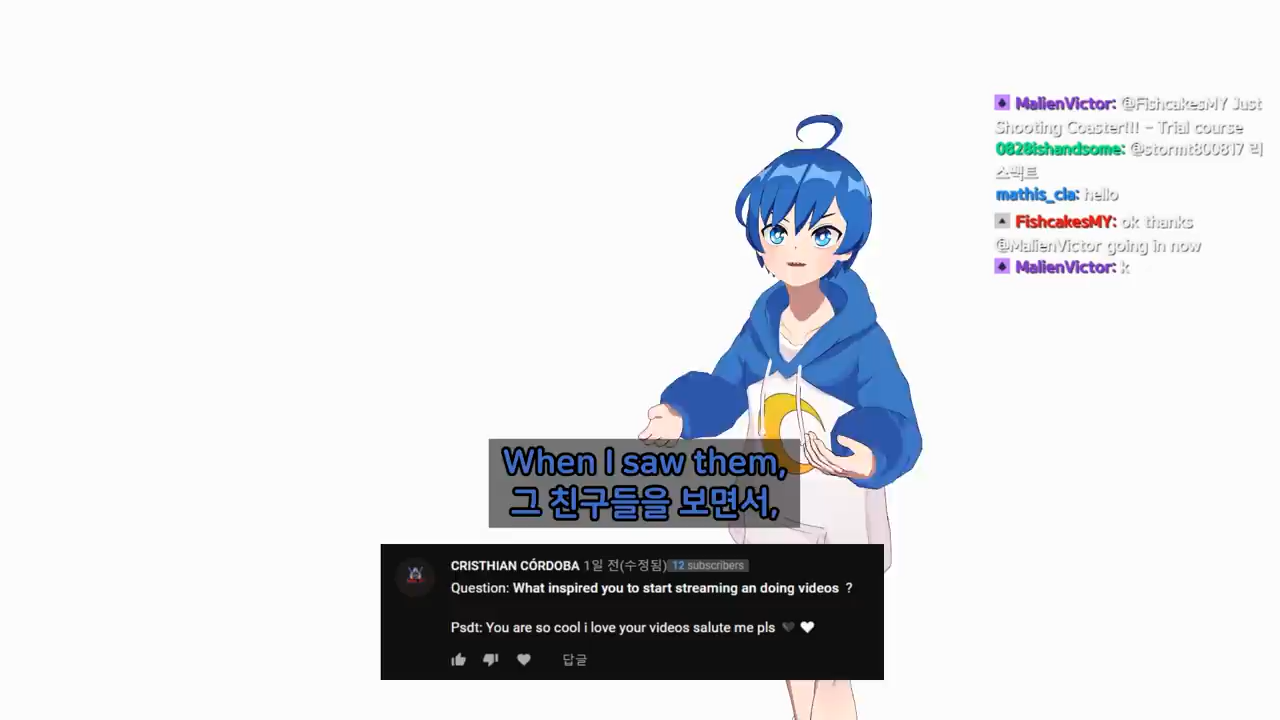 MalienVictor: @FishcakesMY Just
Shooting Coaster!!! - Trial course
0828ishandsome: @stormt800817 리
스팩트
mathis_cla: hello
FishcakesMY: ok thanks
@MalienVictor going in now
MalienVictor: k
When I saw them,
그 친구들을 보면서,
CRISTHIAN CÓRDOBA 1일 전(수정됨) 12 subscribers
Question: What inspired you to start streaming an doing videos ?
Psdt: You are so cool i love your videos salute me pls
답글